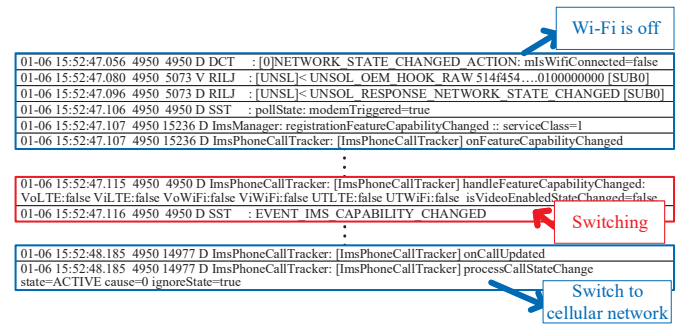 Wi-Fi is off
01-06 15:52:47.056 4950 4950 D DCT : [0]NETWORK_STATE_CHANGED_ACTION: mIsWifiConnected=false
01-06 15:52:47.080 4950 5073 V RILJ : [UNSL]< UNSOL_OEM_HOOK_RAW 514f454….0100000000 [SUB0]
01-06 15:52:47.096 4950 5073 D RILJ : [UNSL]< UNSOL_RESPONSE_NETWORK_STATE_CHANGED [SUB0]
01-06 15:52:47.106 4950 4950 D SST : pollState: modemTriggered=true
01-06 15:52:47.107 4950 15236 D ImsManager: registrationFeatureCapabilityChanged :: serviceClass=1
01-06 15:52:47.107 4950 15236 D ImsPhoneCallTracker: [ImsPhoneCallTracker] onFeatureCapabilityChanged
01-06 15:52:47.115 4950 4950 D ImsPhoneCallTracker: [ImsPhoneCallTracker] handleFeatureCapabilityChanged:
VoLTE:false ViLTE:false VoWiFi:false ViWiFi:false UTLTE:false UTWiFi:false isVideoEnabledStateChanged=false
01-06 15:52:47.116 4950 4950 D SST : EVENT_IMS_CAPABILITY_CHANGED
Switching
01-06 15:52:48.185 4950 14977 D ImsPhoneCallTracker: [ImsPhoneCallTracker] onCallUpdated
01-06 15:52:48.185 4950 14977 D ImsPhoneCallTracker: [ImsPhoneCallTracker] processCallStateChange
state=ACTIVE cause=0 ignoreState=true
Switch to
cellular network